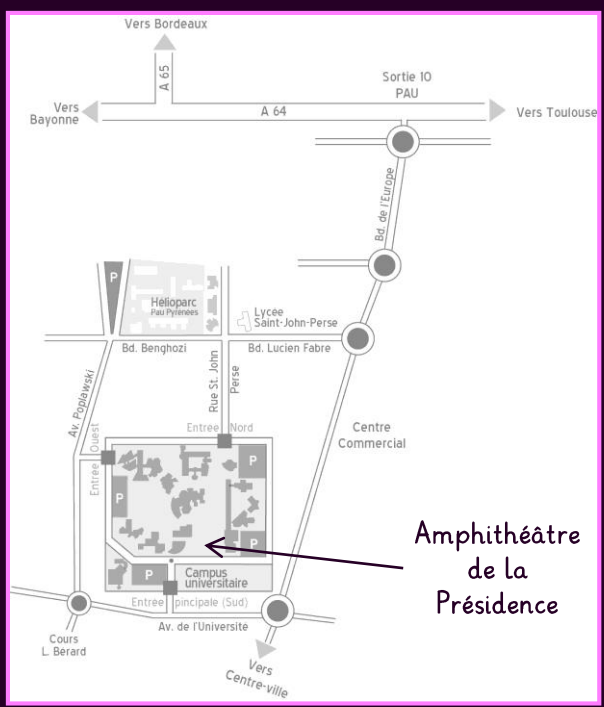 Vers Bordeaux
A 65
Sortie 10
PAU
Vers
Bayonne
A 64
Vers Toulouse
Bd. de l'Europe
P
Hélioparc
Pau Pyrénées
Lycée
Saint-John-Perse
Bd. Benghozi
Bd. Lucien Fabre
Rue St. John
Perse
Av. Poplawski
Centre
Commercial
Entrée Nord
Entrée Ouest
P
P
P
P
Amphithéâtre
de la
Présidence
Campus
universitaire
Entrée pincipale (Sud)
Av. de l'Université
Cours
L. Bérard
Vers
Centre-ville